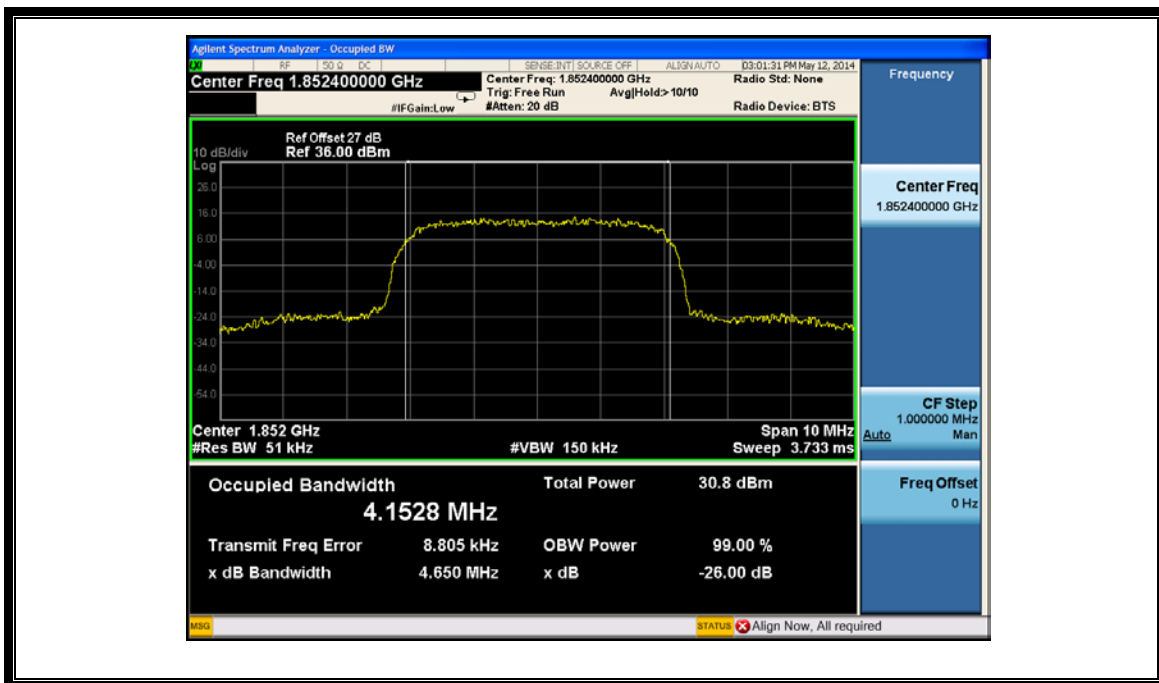 Agilent Spectrum Analyzer - Occupied BW
LXI RF 50 Ω DC SENSE:INT SOURCE OFF ALIGN AUTO 03:01:31 PM May 12, 2014
Center Freq 1.852400000 GHz
Center Freq: 1.852400000 GHz
Radio Std: None
Trig: Free Run
Avg|Hold:> 10/10
#IFGain:Low
#Atten: 20 dB
Radio Device: BTS
Ref Offset 27 dB
10 dB/div
Ref 36.00 dBm
Log
26.0
16.0
6.00
-4.00
-14.0
-24.0
-34.0
-44.0
-54.0
Center 1.852 GHz
Span 10 MHz
#Res BW 51 kHz
#VBW 150 kHz
Sweep 3.733 ms
Occupied Bandwidth
Total Power
30.8 dBm
4.1528 MHz
Transmit Freq Error
8.805 kHz
OBW Power
99.00 %
x dB Bandwidth
4.650 MHz
x dB
-26.00 dB
Frequency
Center Freq
1.852400000 GHz
CF Step
1.000000 MHz
Auto Man
Freq Offset
0 Hz
MSG
STATUS
Align Now, All required